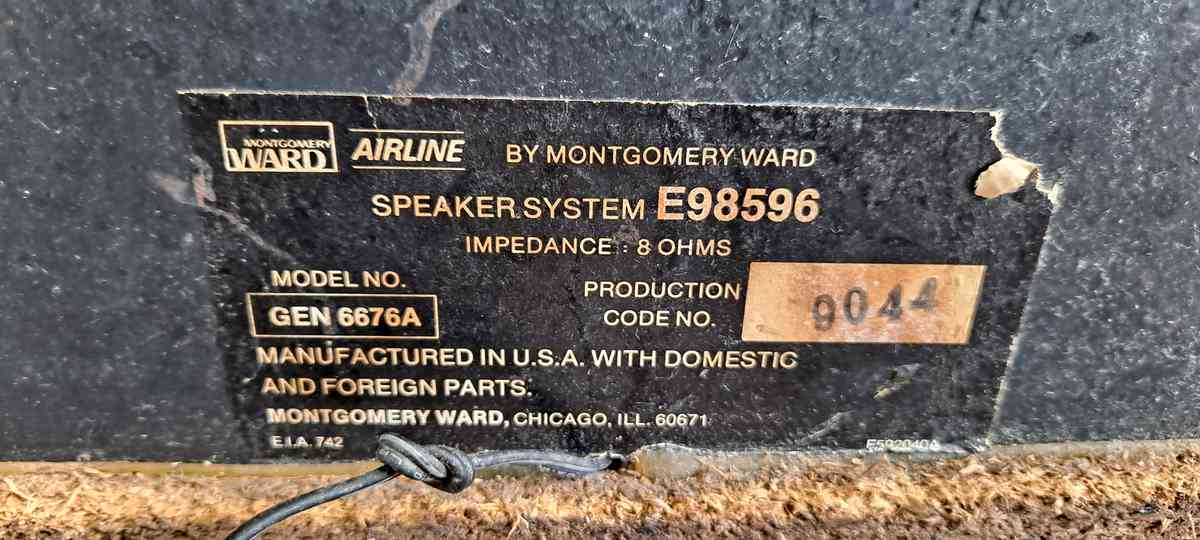 MONTGOMERY
WARD
AIRLINE BY MONTGOMERY WARD
SPEAKER SYSTEM E98596
IMPEDANCE : 8 OHMS
MODEL NO.
GEN 6676A
PRODUCTION
CODE NO.
9044
MANUFACTURED IN U.S.A. WITH DOMESTIC
AND FOREIGN PARTS.
MONTGOMERY WARD, CHICAGO, ILL. 60671
E.I.A. 742
E592040A